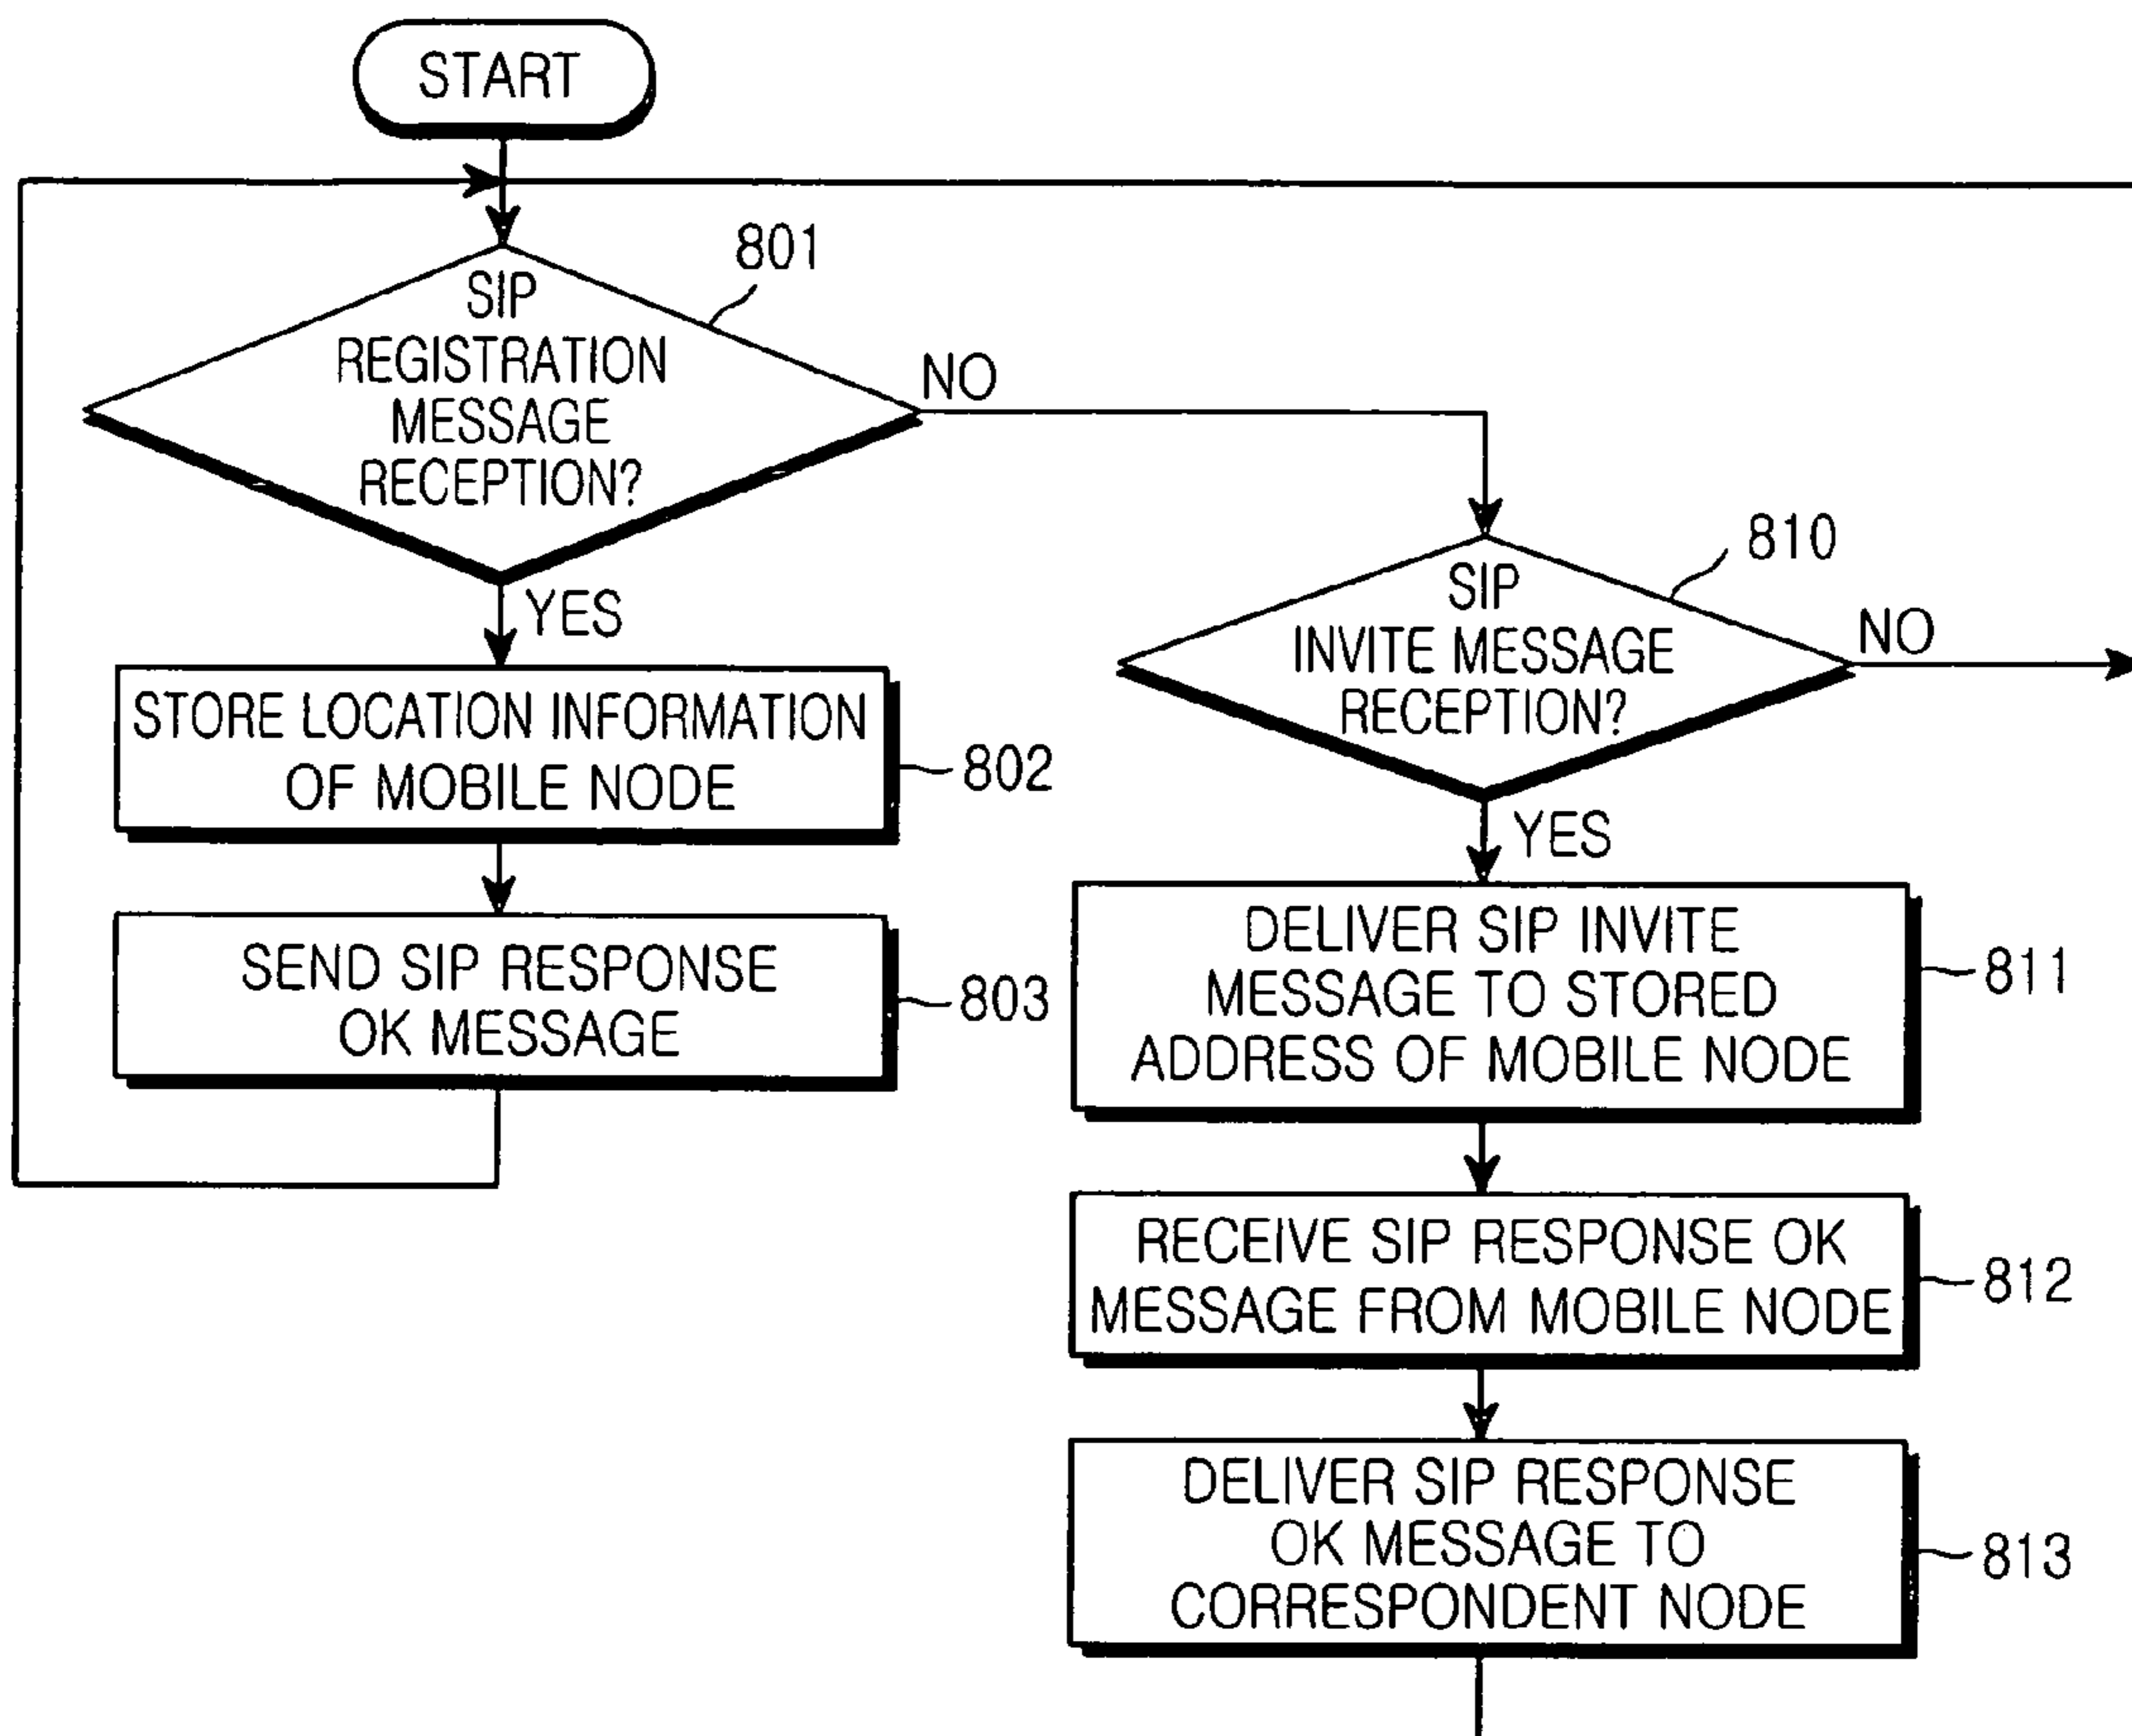 START
801
SIP
REGISTRATION
MESSAGE
RECEPTION?
NO
YES
STORE LOCATION INFORMATION
OF MOBILE NODE
802
SEND SIP RESPONSE
OK MESSAGE
803
810
SIP
INVITE MESSAGE
RECEPTION?
NO
YES
DELIVER SIP INVITE
MESSAGE TO STORED
ADDRESS OF MOBILE NODE
811
RECEIVE SIP RESPONSE OK
MESSAGE FROM MOBILE NODE
812
DELIVER SIP RESPONSE
OK MESSAGE TO
CORRESPONDENT NODE
813